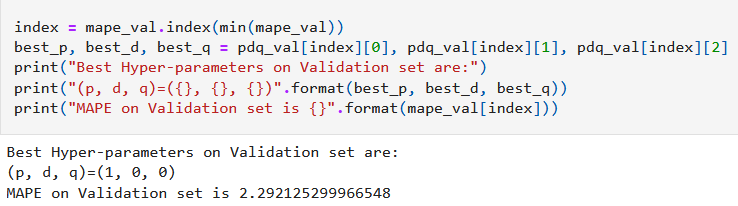 index = mape_val.index(min(mape_val))
best_p, best_d, best_q = pdq_val[index][0], pdq_val[index][1], pdq_val[index][2]
print("Best Hyper-parameters on Validation set are:")
print("(p, d, q)=({}, {}, {})".format(best_p, best_d, best_q))
print("MAPE on Validation set is {}".format(mape_val[index]))
Best Hyper-parameters on Validation set are:
(p, d, q)=(1, 0, 0)
MAPE on Validation set is 2.292125299966548